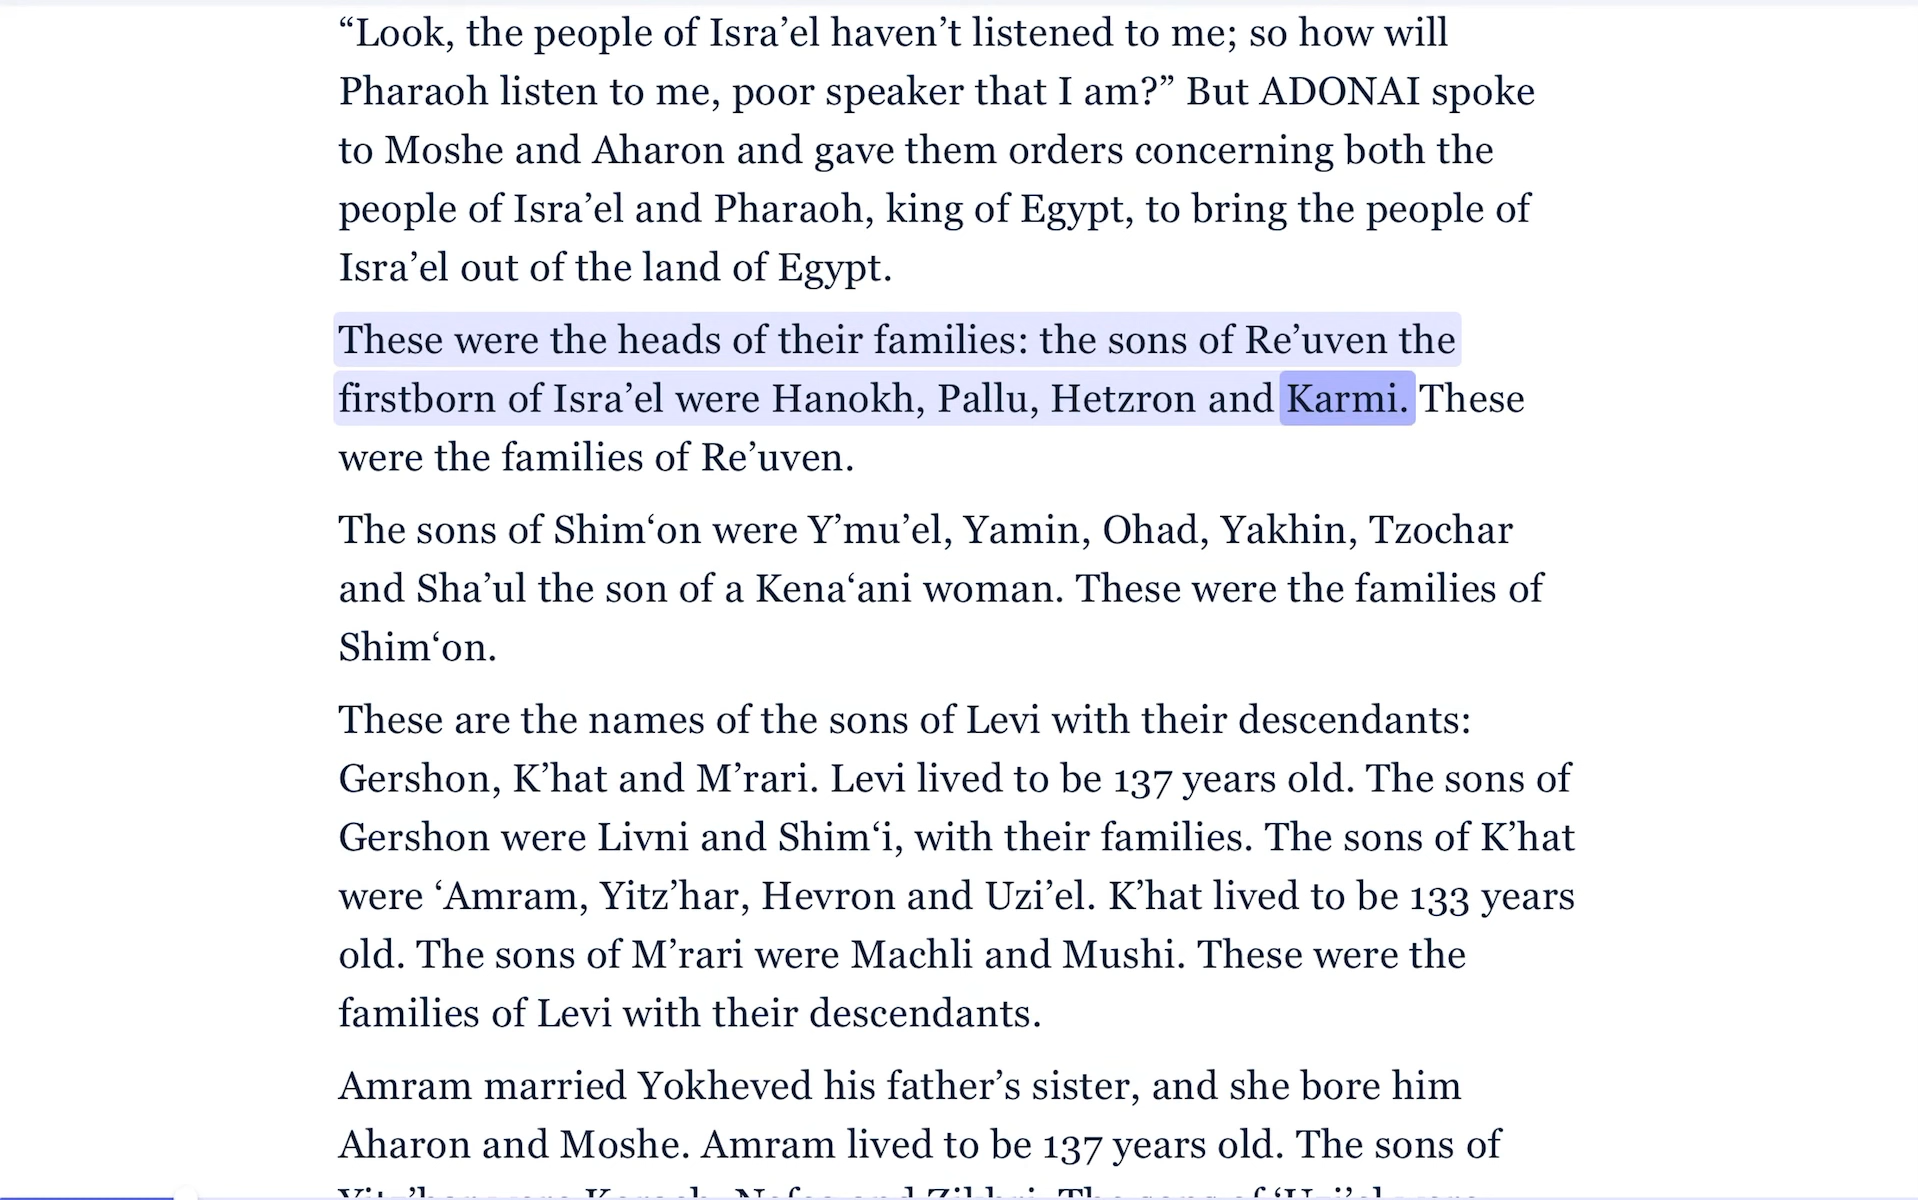 “Look, the people of Isra’el haven’t listened to me; so how will
Pharaoh listen to me, poor speaker that I am?” But ADONAI spoke
to Moshe and Aharon and gave them orders concerning both the
people of Isra’el and Pharaoh, king of Egypt, to bring the people of
Isra’el out of the land of Egypt.
These were the heads of their families: the sons of Re’uven the
firstborn of Isra’el were Hanokh, Pallu, Hetzron and Karmi. These
were the families of Re’uven.
The sons of Shim‘on were Y’mu’el, Yamin, Ohad, Yakhin, Tzochar
and Sha’ul the son of a Kena‘ani woman. These were the families of
Shim‘on.
These are the names of the sons of Levi with their descendants:
Gershon, K’hat and M’rari. Levi lived to be 137 years old. The sons of
Gershon were Livni and Shim‘i, with their families. The sons of K’hat
were ‘Amram, Yitz’har, Hevron and Uzi’el. K’hat lived to be 133 years
old. The sons of M’rari were Machli and Mushi. These were the
families of Levi with their descendants.
Amram married Yokheved his father’s sister, and she bore him
Aharon and Moshe. Amram lived to be 137 years old. The sons of